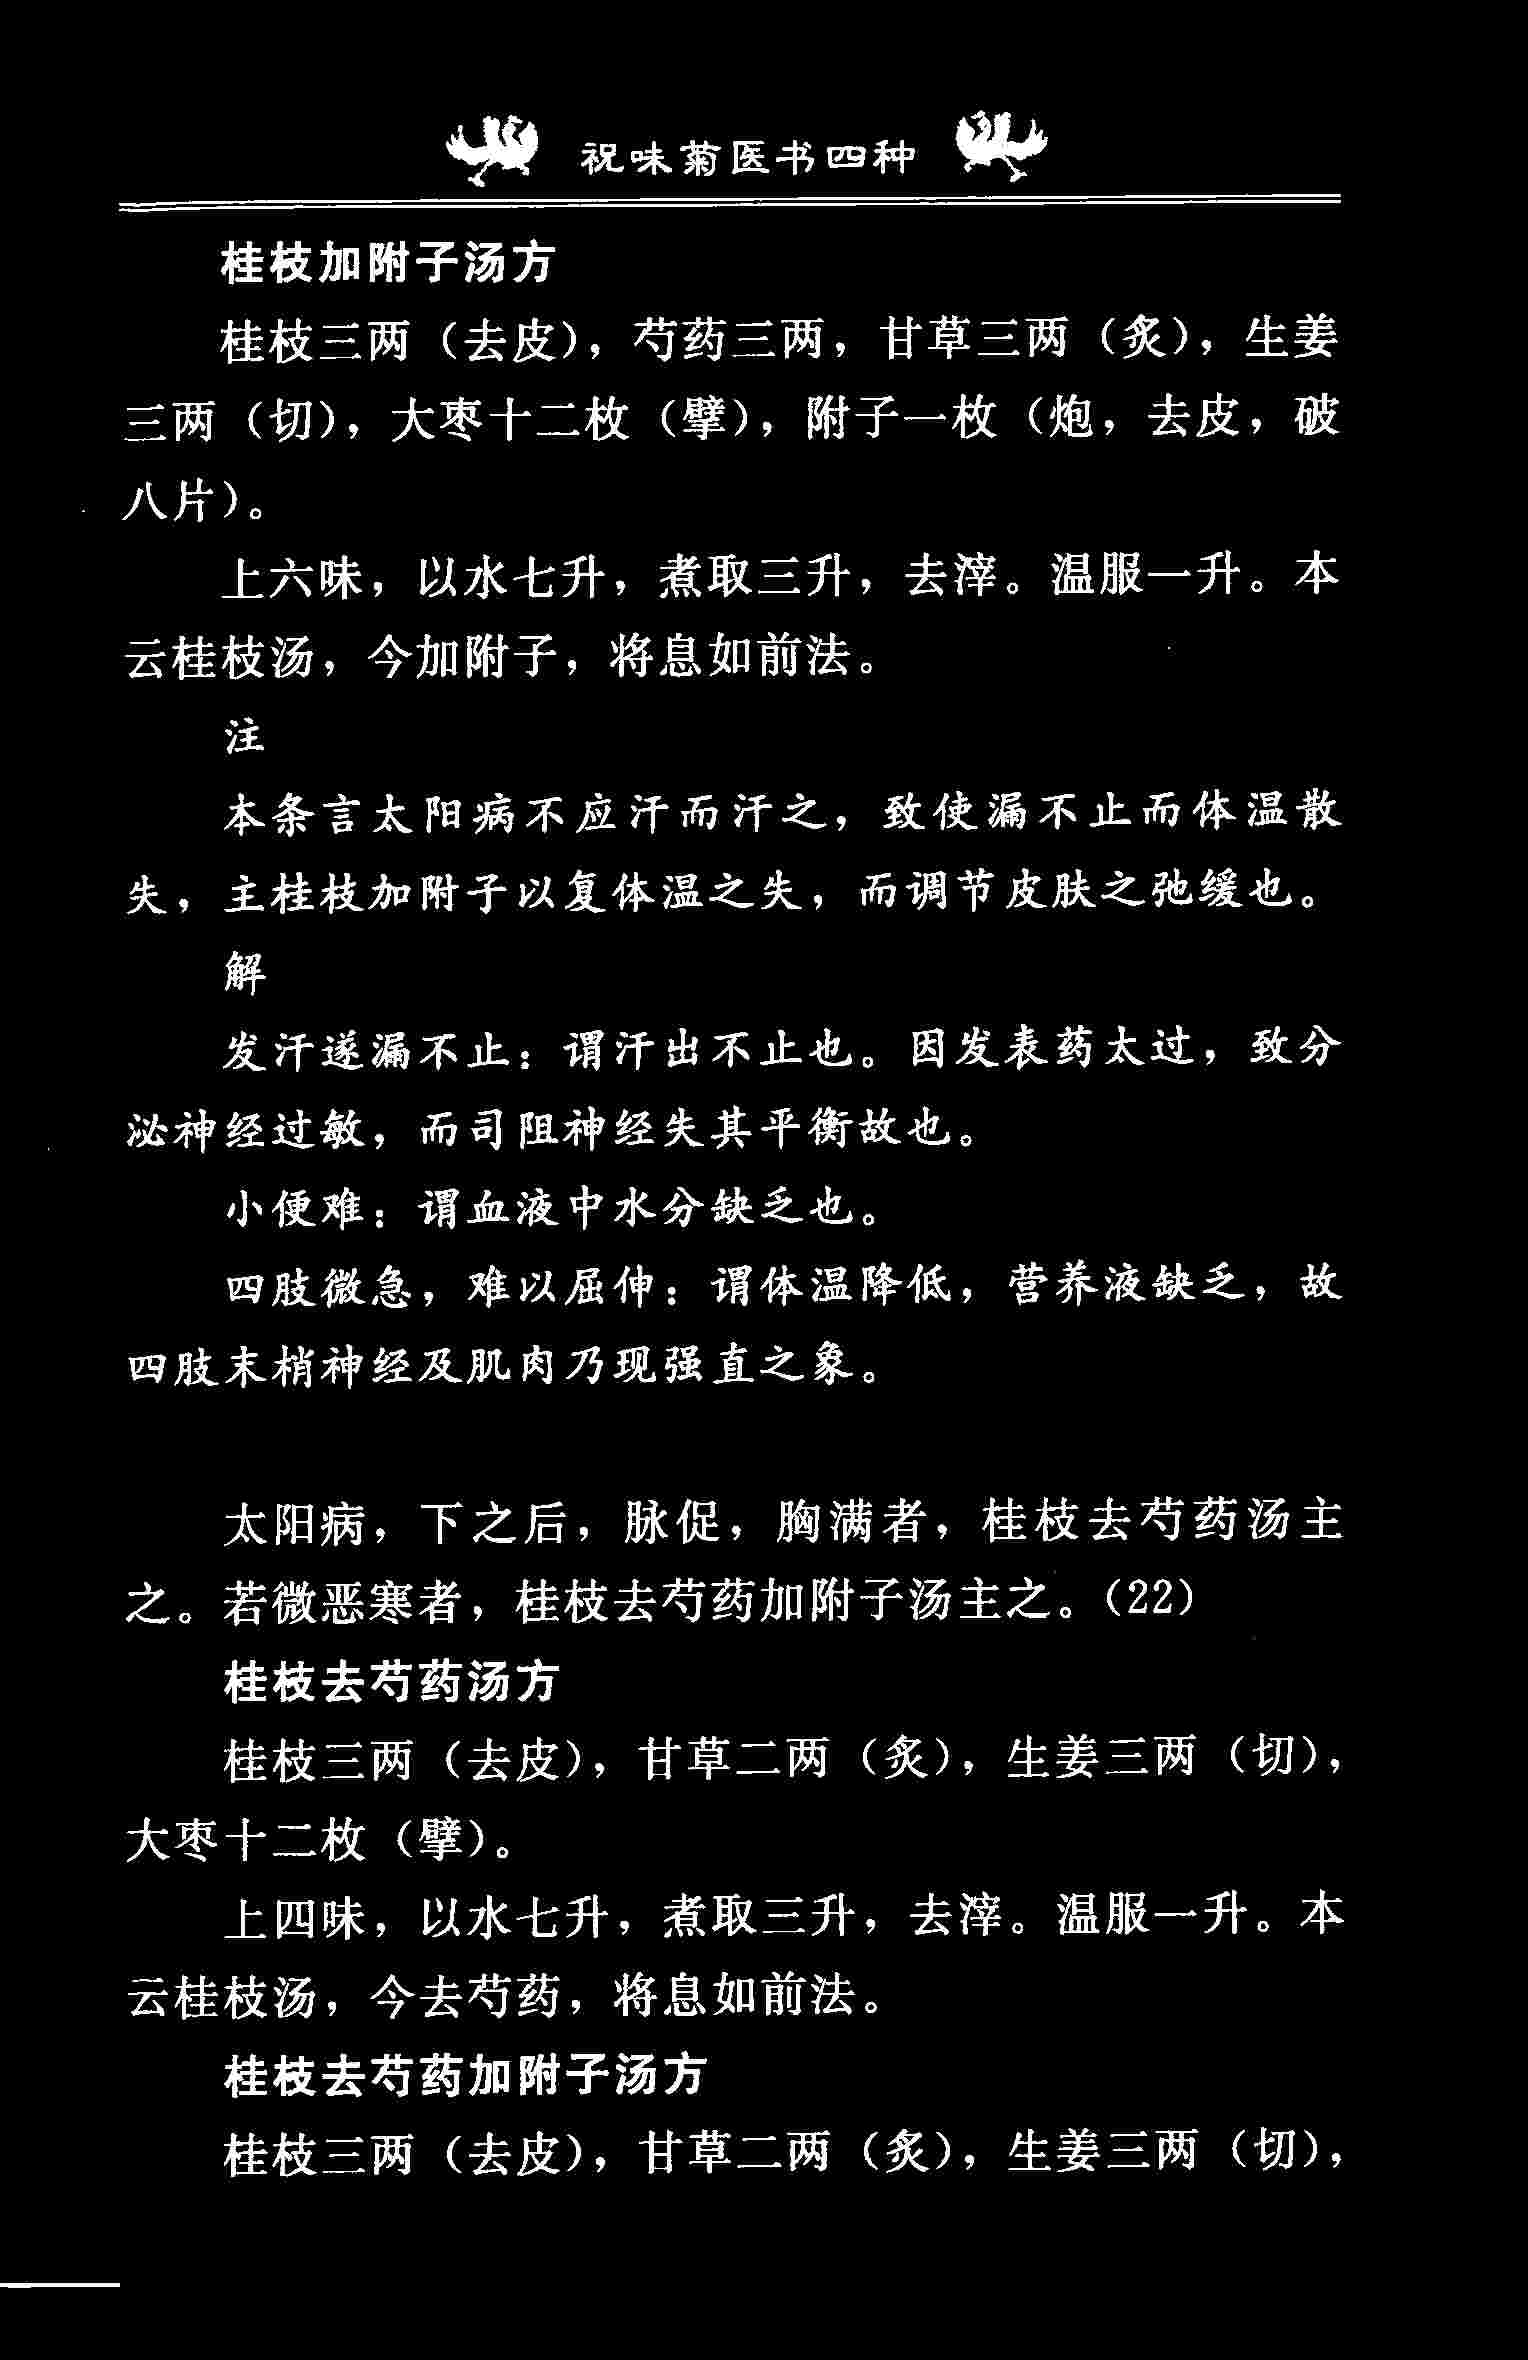 祝味菊医书四种
桂枝加附子汤方
桂枝三两（去皮），芍药三两，甘草三两（炙），生姜
三两（切），大枣十二枚（擘），附子一枚（炮，去皮，破
八片）。
上六味，以水七升，煮取三升，去滓。温服一升。本
云桂枝汤，今加附子，将息如前法。
注
本条言太阳病不应汗而汗之，致使漏不止而体温散
失，主桂枝加附子以复体温之失，而调节皮肤之弛缓也。
解
发汗遂漏不止：谓汗出不止也。因发表药太过，致分
泌神经过敏，而司阻神经失其平衡故也。
小便难：谓血液中水分缺乏也。
四肢微急，难以屈伸：谓体温降低，营养液缺乏，故
四肢末梢神经及肌肉乃现强直之象。
太阳病，下之后，脉促，胸满者，桂枝去芍药汤主
之。若微恶寒者，桂枝去芍药加附子汤主之。（22）
桂枝去芍药汤方
桂枝三两（去皮），甘草二两（炙），生姜三两（切），
大枣十二枚（擘）。
上四味，以水七升，煮取三升，去滓。温服一升。本
云桂枝汤，今去芍药，将息如前法。
桂枝去芍药加附子汤方
桂枝三两（去皮），甘草二两（炙），生姜三两（切），